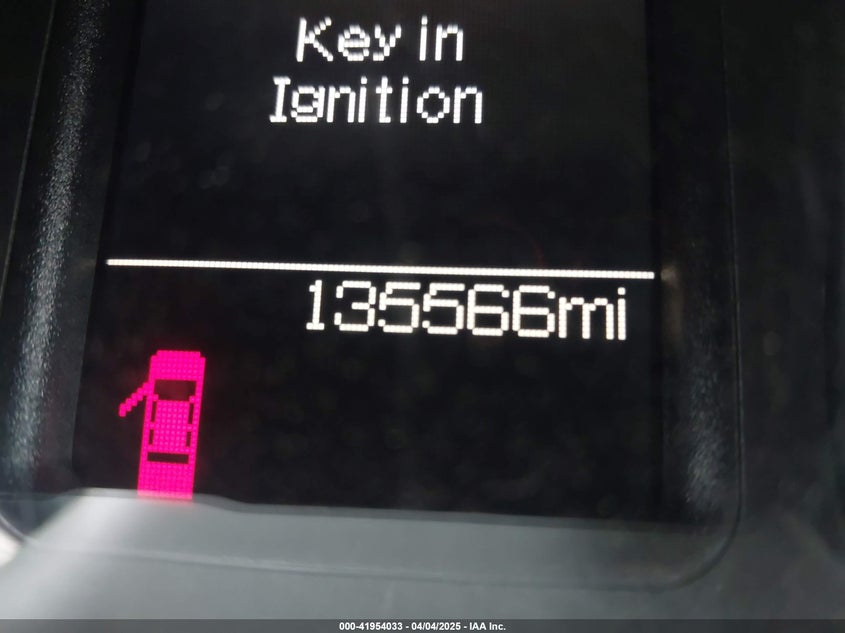 Key in
Ignition
135566mi
000-41954033 - 04/04/2025 - IAA Inc.